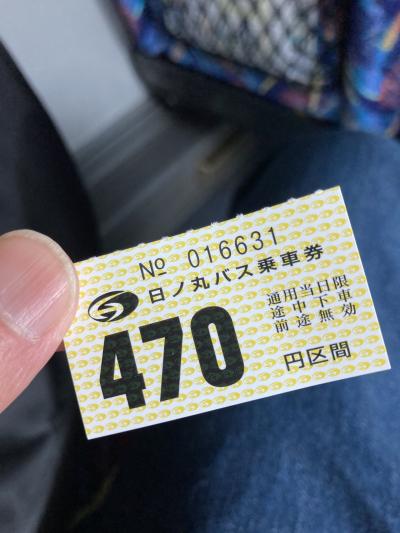 № 016631
日ノ丸バス乗車券
470
通用当日限
途中下車
前途無効
円区間